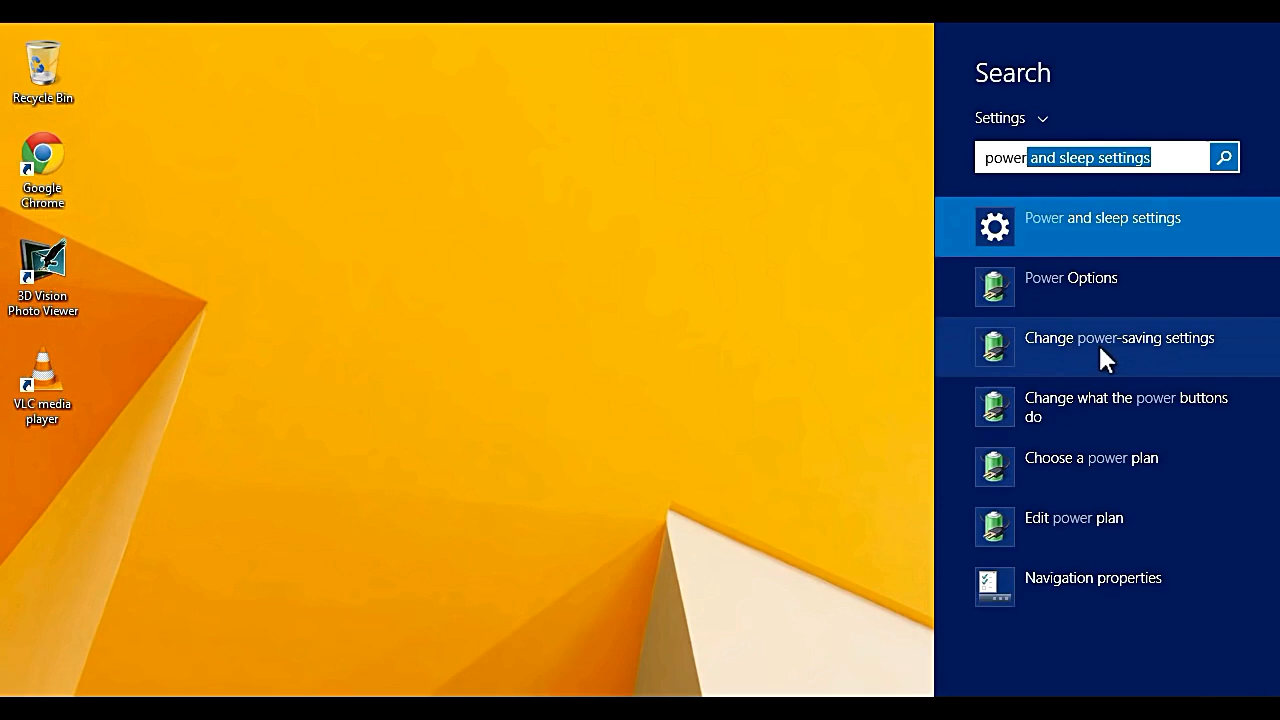 Recycle Bin
Google
Chrome
3D Vision
Photo Viewer
VLC media
player
Search
Settings
power and sleep settings
Power and sleep settings
Power Options
Change power-saving settings
Change what the power buttons
do
Choose a power plan
Edit power plan
Navigation properties